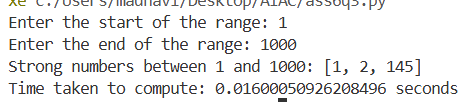 xe c:/Users/madhavi/Desktop/AIAC/ass6q3.py
Enter the start of the range: 1
Enter the end of the range: 1000
Strong numbers between 1 and 1000: [1, 2, 145]
Time taken to compute: 0.01600050926208496 seconds